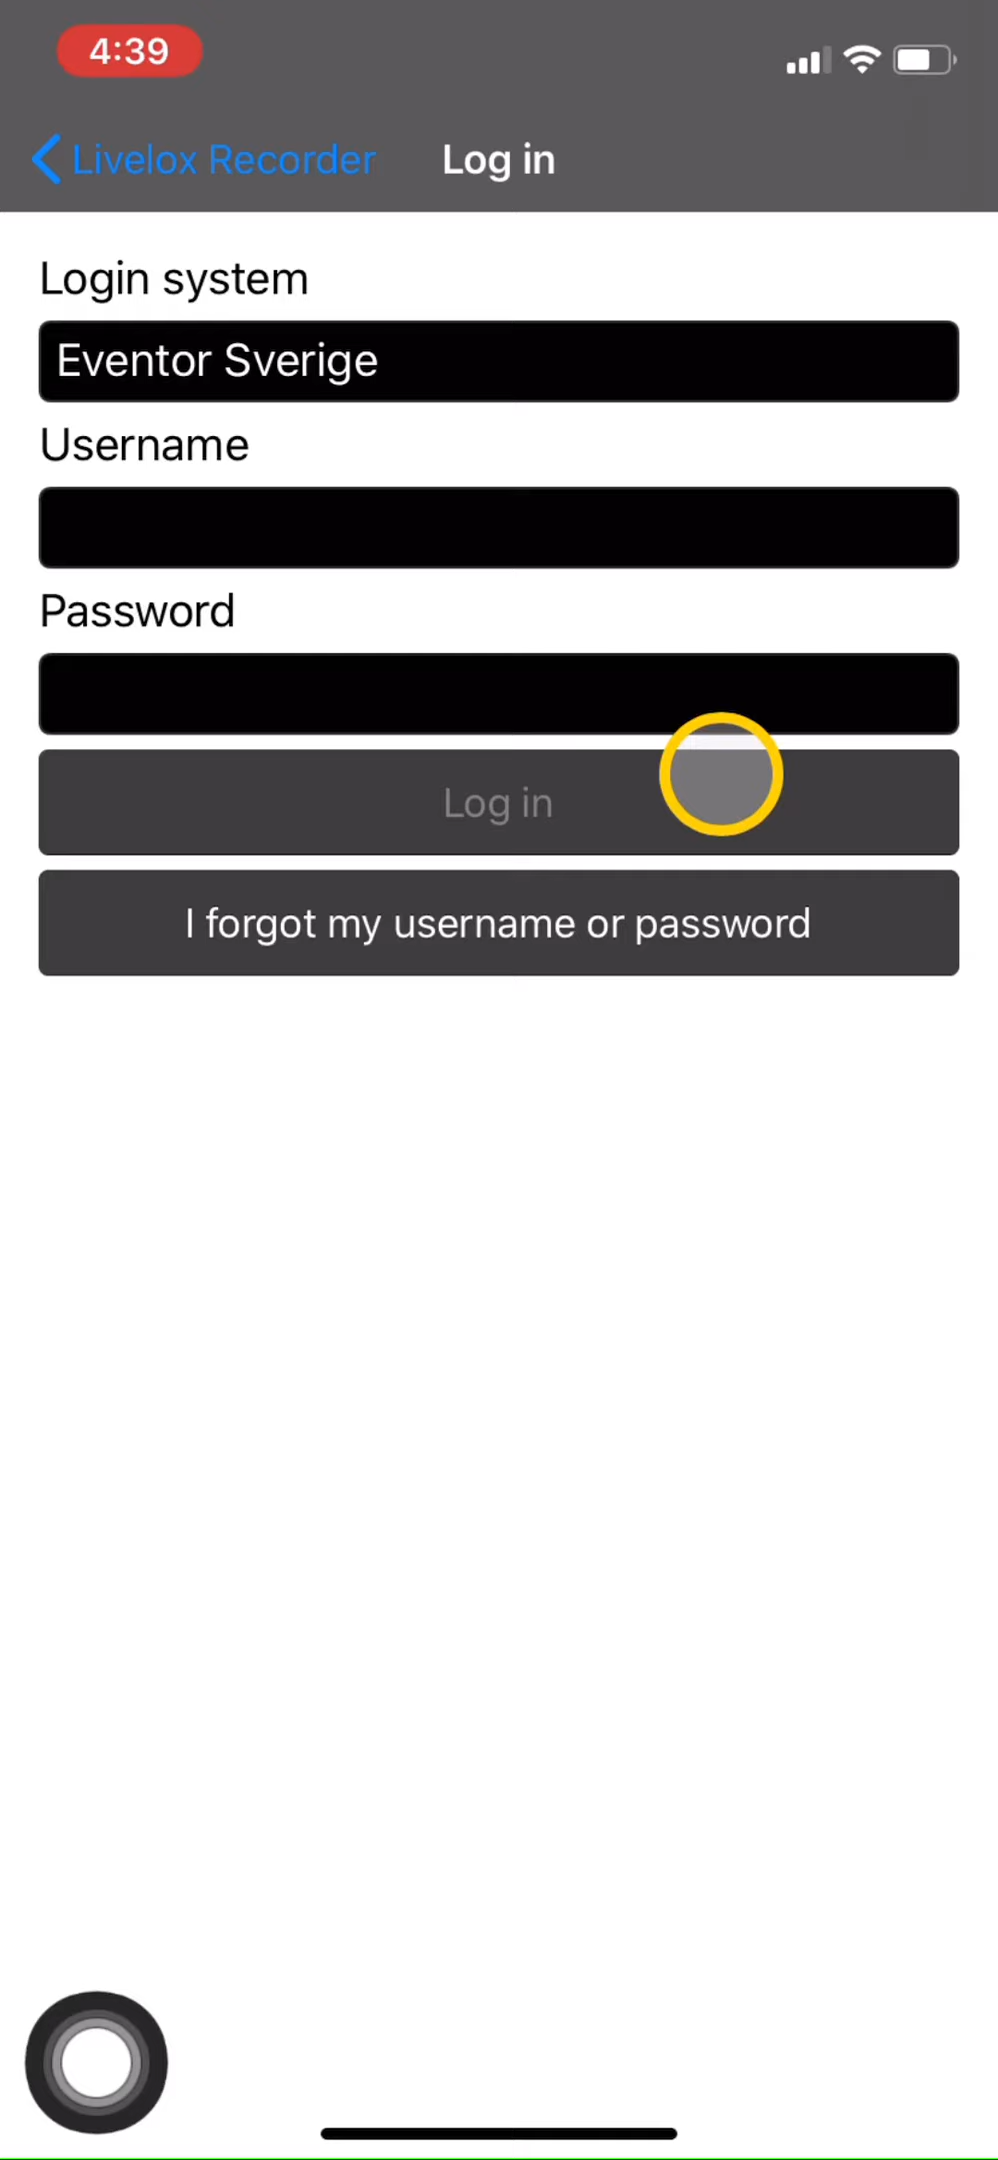 4:39
Livelox Recorder
Log in
Login system
Eventor Sverige
Username
Password
Log in
I forgot my username or password